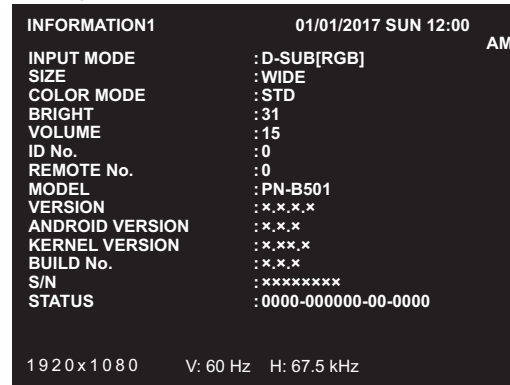 INFORMATION1 01/01/2017 SUN 12:00
AM
INPUT MODE :D-SUB[RGB]
SIZE :WIDE
COLOR MODE :STD
BRIGHT :31
VOLUME :15
ID No. :0
REMOTE No. :0
MODEL :PN-B501
VERSION :×.×.×.×
ANDROID VERSION :×.×.×
KERNEL VERSION :×.××.×
BUILD No. :×.×.×
S/N :××××××××
STATUS :0000-000000-00-0000
1920x1080 V: 60 Hz H: 67.5 kHz